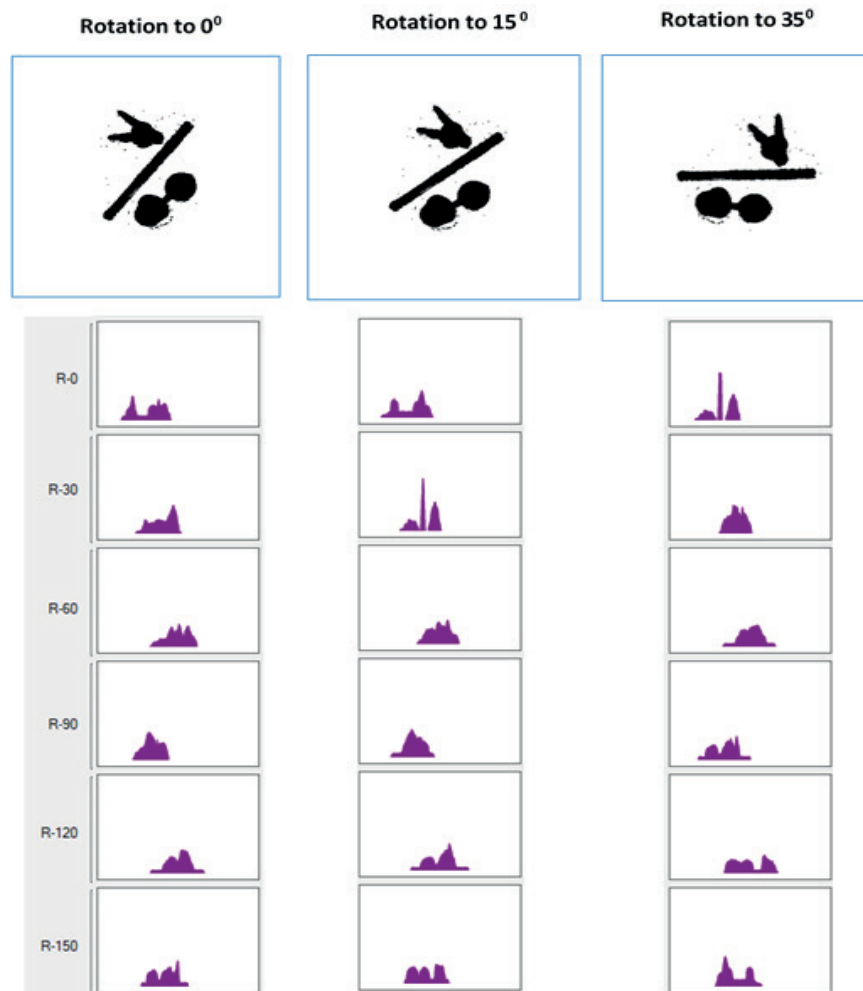 Rotation to 0⁰ Rotation to 15⁰ Rotation to 35⁰
R-0
R-30
R-60
R-90
R-120
R-150